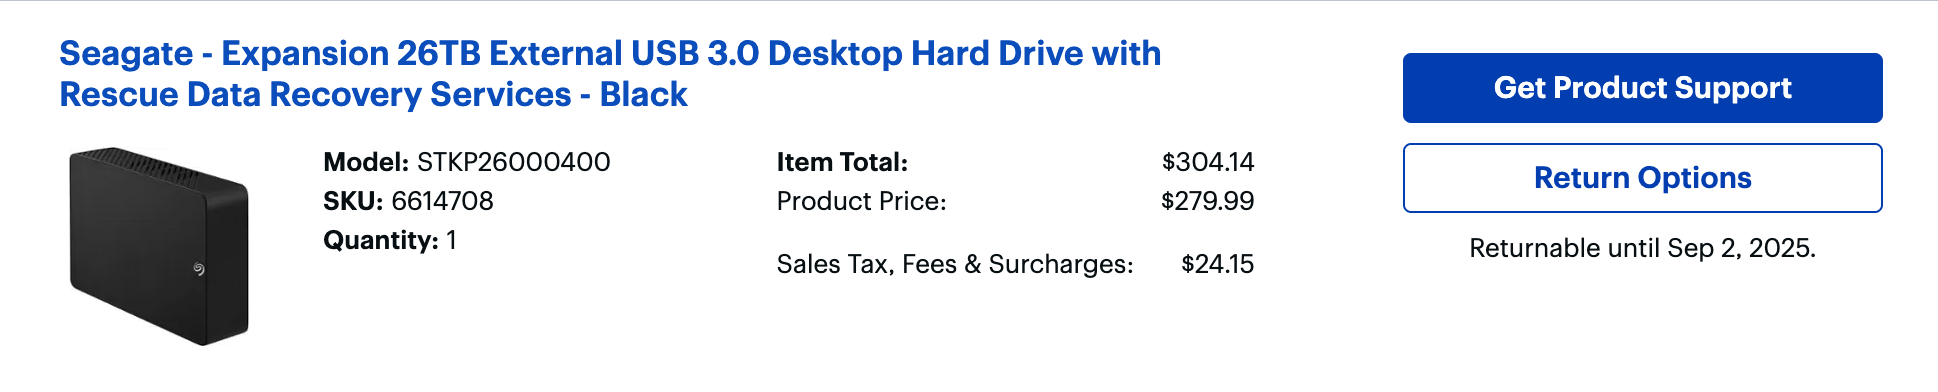 Seagate - Expansion 26TB External USB 3.0 Desktop Hard Drive with
Rescue Data Recovery Services - Black
Model: STKP26000400
SKU: 6614708
Quantity: 1
Item Total: $304.14
Product Price: $279.99
Sales Tax, Fees & Surcharges: $24.15
Get Product Support
Return Options
Returnable until Sep 2, 2025.